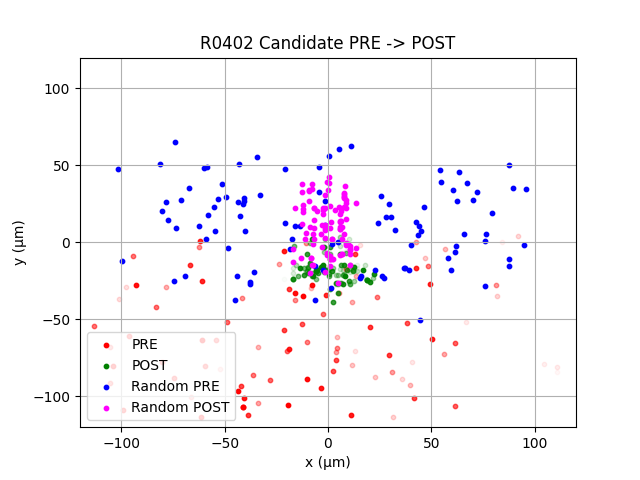 R0402 Candidate PRE -> POST
y (μm)
100
50
0
−50
−100
PRE
POST
Random PRE
Random POST
−100 −50 0 50 100
x (μm)